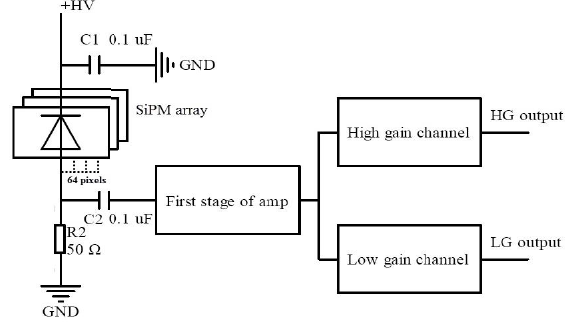 +HV
C1 0.1 uF
GND
SiPM array
64 pixels
C2 0.1 uF
R2
50 Ω
GND
First stage of amp
High gain channel
HG output
Low gain channel
LG output